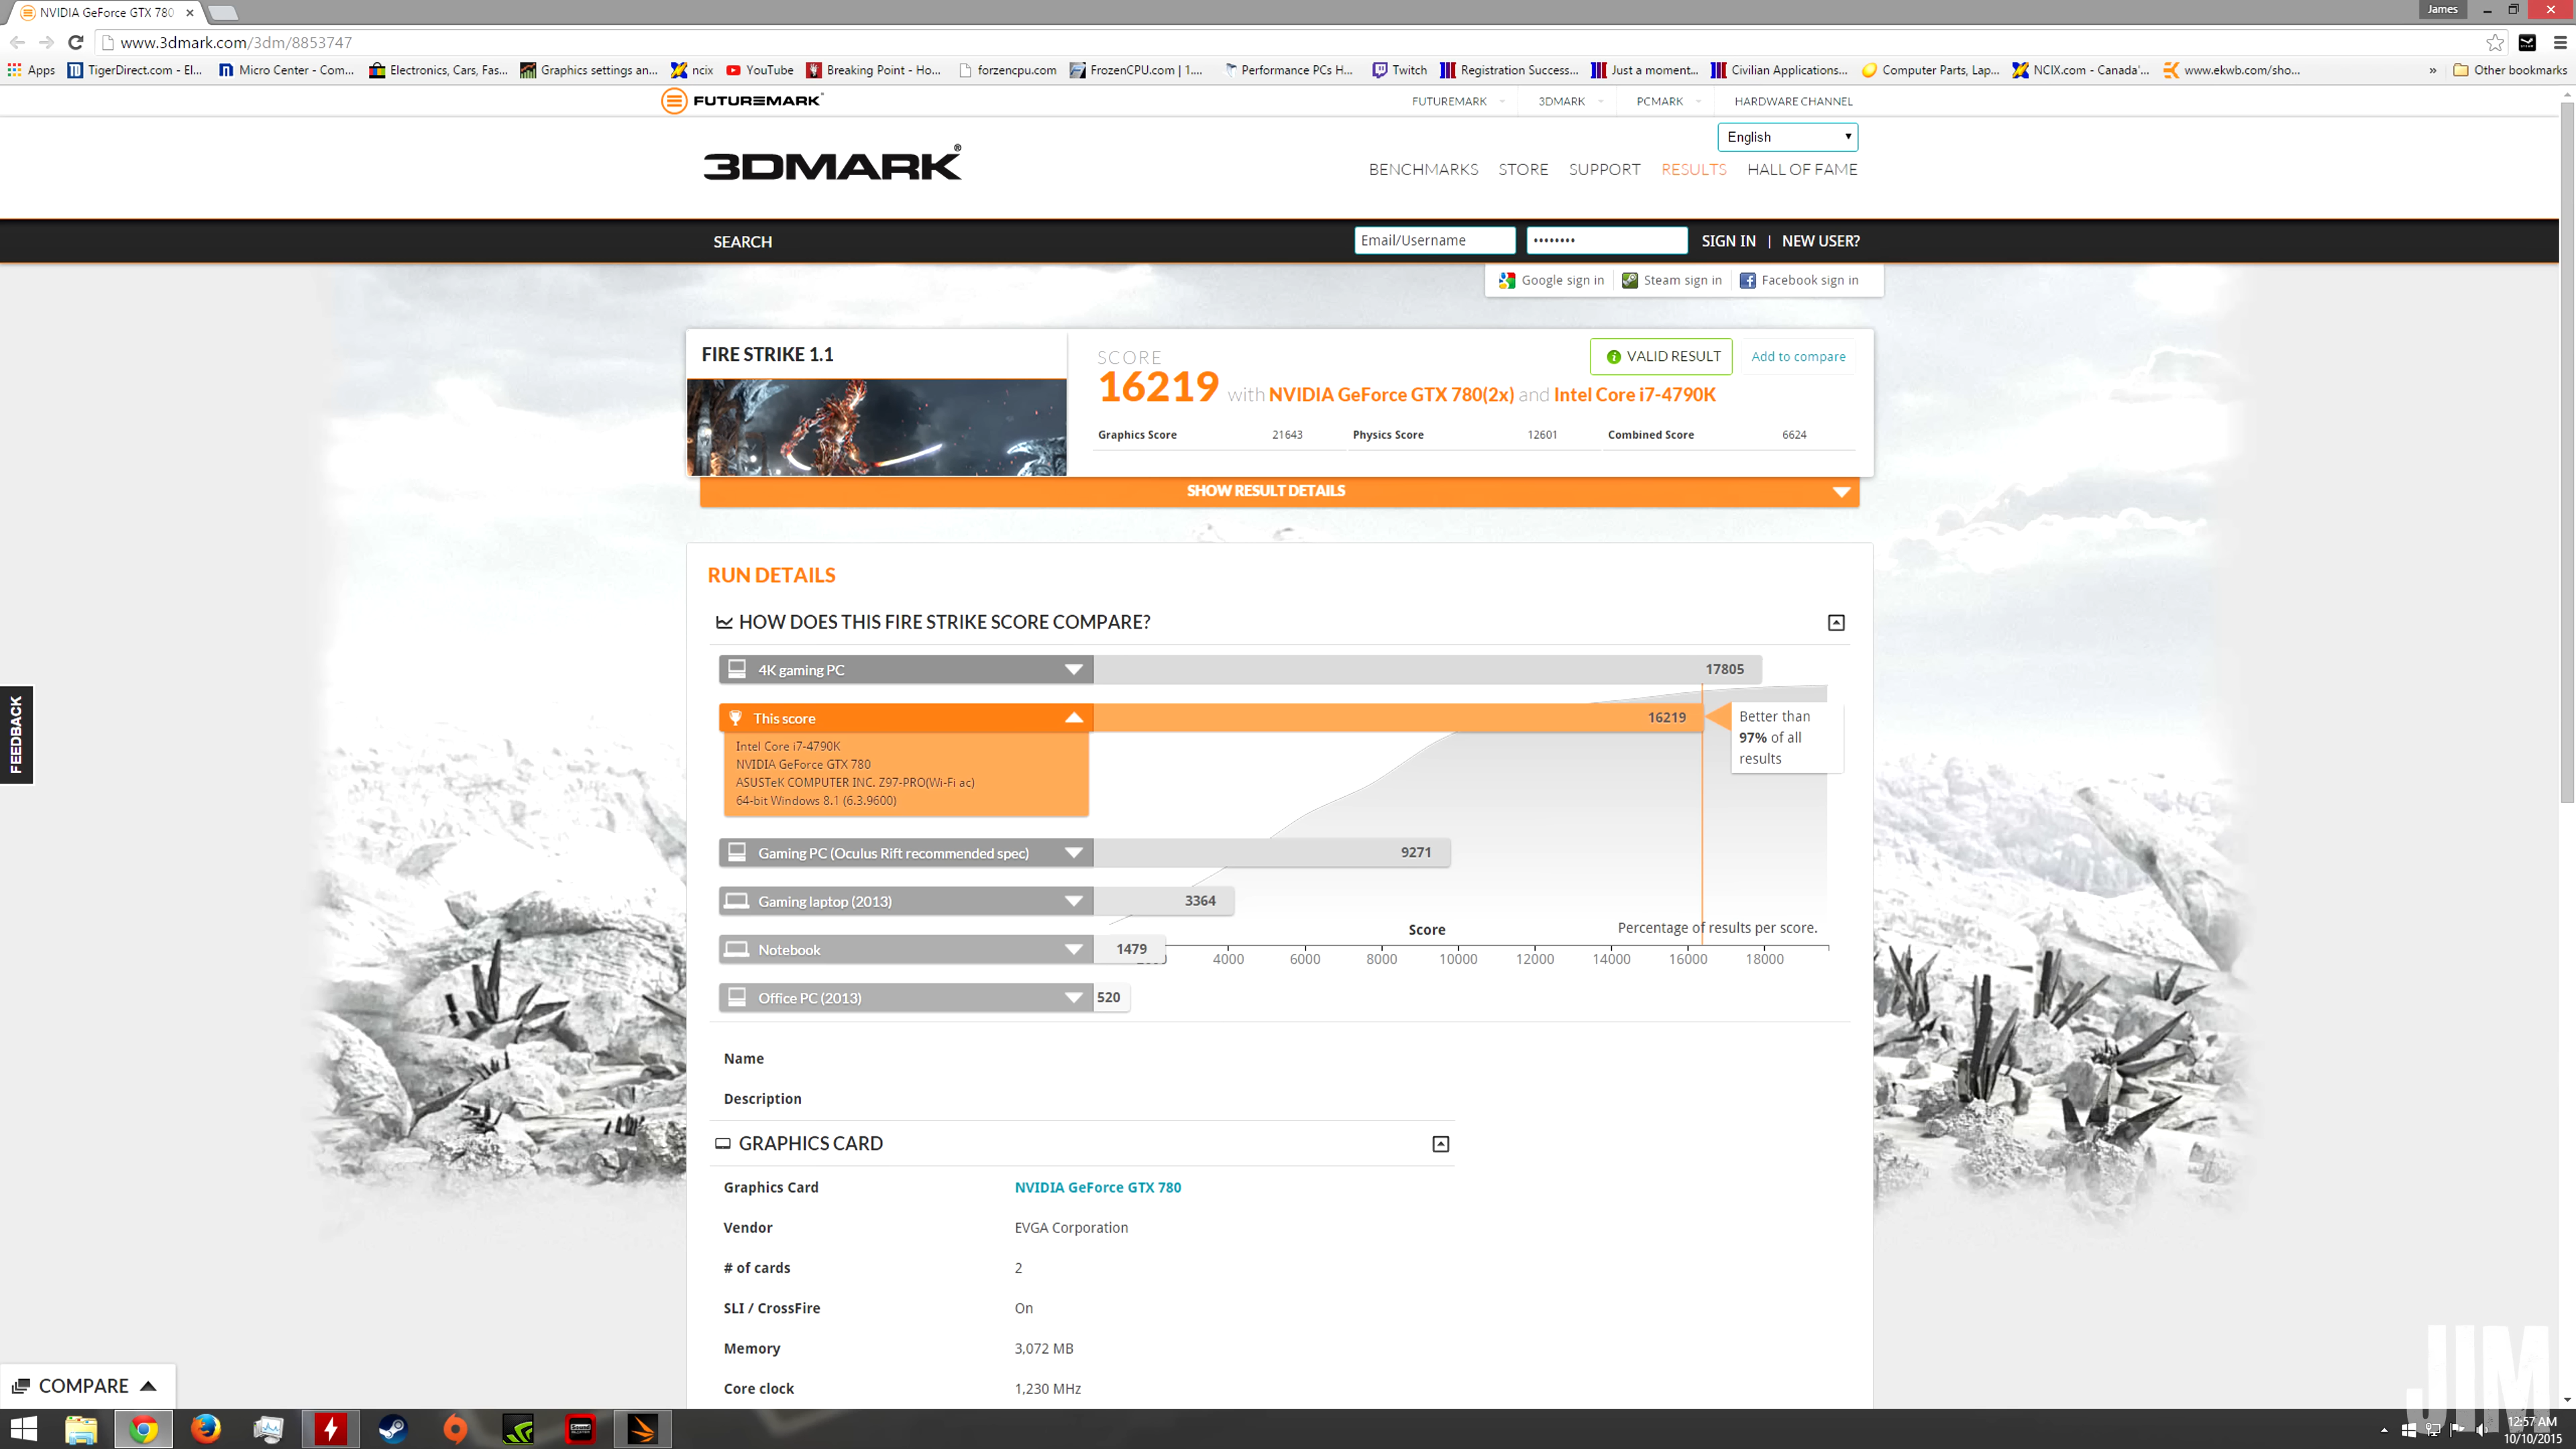 NVIDIA GeForce GTX 780
James
www.3dmark.com/3dm/8853747
Apps TigerDirect.com - El... Micro Center - Com... Electronics, Cars, Fas... Graphics settings an... ncix YouTube Breaking Point - Ho... forzencpu.com FrozenCPU.com | 1.... Performance PCs H... Twitch Registration Success... Just a moment... Civilian Applications... Computer Parts, Lap... NCIX.com - Canada'... www.ekwb.com/sho... » Other bookmarks
FUTUREMARK FUTUREMARK 3DMARK PCMARK HARDWARE CHANNEL
English
3DMARK® BENCHMARKS STORE SUPPORT RESULTS HALL OF FAME
SEARCH Email/Username •••••••• SIGN IN | NEW USER?
Google sign in Steam sign in Facebook sign in
FIRE STRIKE 1.1
SCORE VALID RESULT Add to compare
16219 with NVIDIA GeForce GTX 780(2x) and Intel Core i7-4790K
Graphics Score 21643 Physics Score 12601 Combined Score 6624
SHOW RESULT DETAILS
RUN DETAILS
HOW DOES THIS FIRE STRIKE SCORE COMPARE?
4K gaming PC 17805
This score 16219
Better than
97% of all
results
Intel Core i7-4790K
NVIDIA GeForce GTX 780
ASUSTeK COMPUTER INC. Z97-PRO(Wi-Fi ac)
64-bit Windows 8.1 (6.3.9600)
FEEDBACK
Gaming PC (Oculus Rift recommended spec) 9271
Gaming laptop (2013) 3364
Score Percentage of results per score.
Notebook 1479
4000 6000 8000 10000 12000 14000 16000 18000
Office PC (2013) 520
Name
Description
GRAPHICS CARD
Graphics Card NVIDIA GeForce GTX 780
Vendor EVGA Corporation
# of cards 2
SLI / CrossFire On
Memory 3,072 MB
Core clock 1,230 MHz
COMPARE
JIM
12:57 AM
10/10/2015